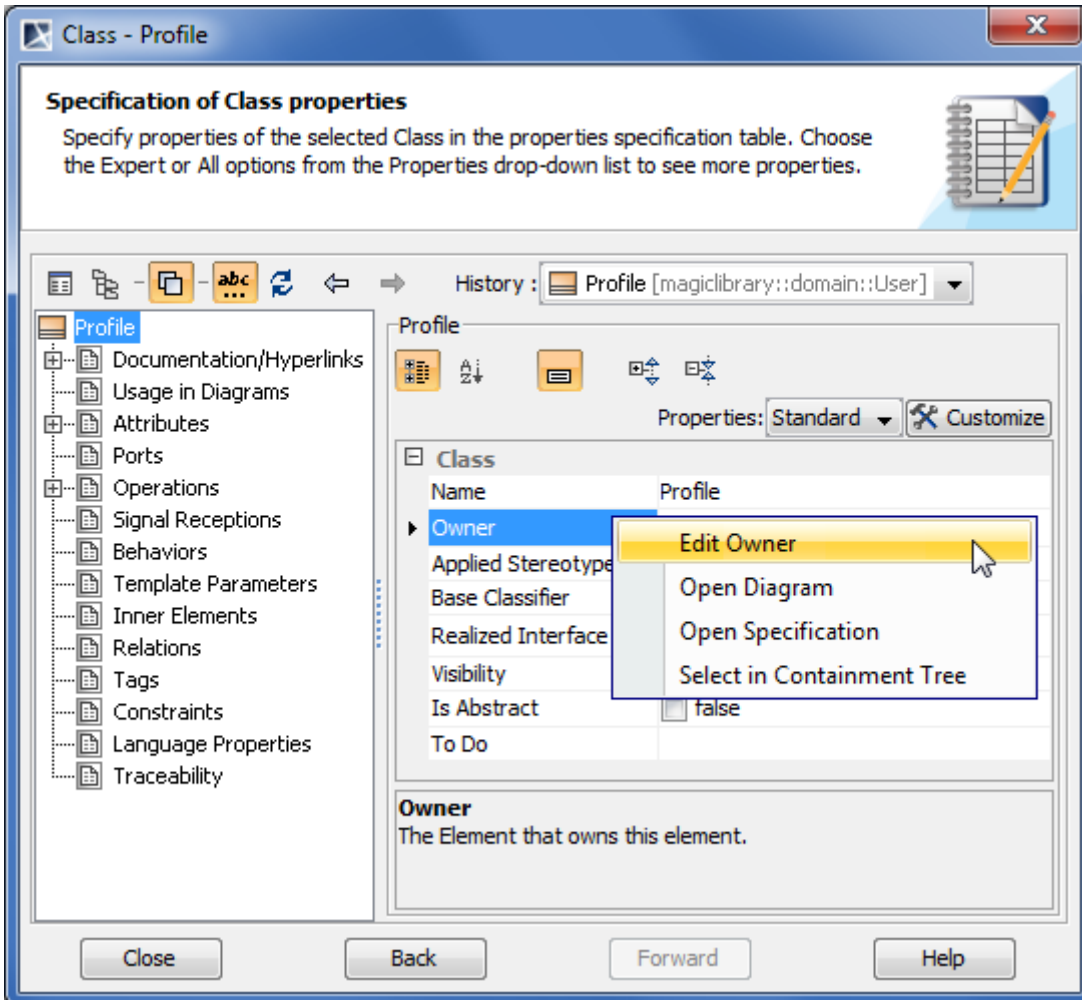 Class - Profile
Specification of Class properties
Specify properties of the selected Class in the properties specification table. Choose
the Expert or All options from the Properties drop-down list to see more properties.
abc
...
History : Profile [magiclibrary::domain::User]
Profile
Documentation/Hyperlinks
Usage in Diagrams
Attributes
Ports
Operations
Signal Receptions
Behaviors
Template Parameters
Inner Elements
Relations
Tags
Constraints
Language Properties
Traceability
Profile
A
Z
Properties: Standard Customize
Class
Name Profile
Owner
Applied Stereotype
Base Classifier
Realized Interface
Visibility
Is Abstract false
To Do
Edit Owner
Open Diagram
Open Specification
Select in Containment Tree
Owner
The Element that owns this element.
Close Back Forward Help